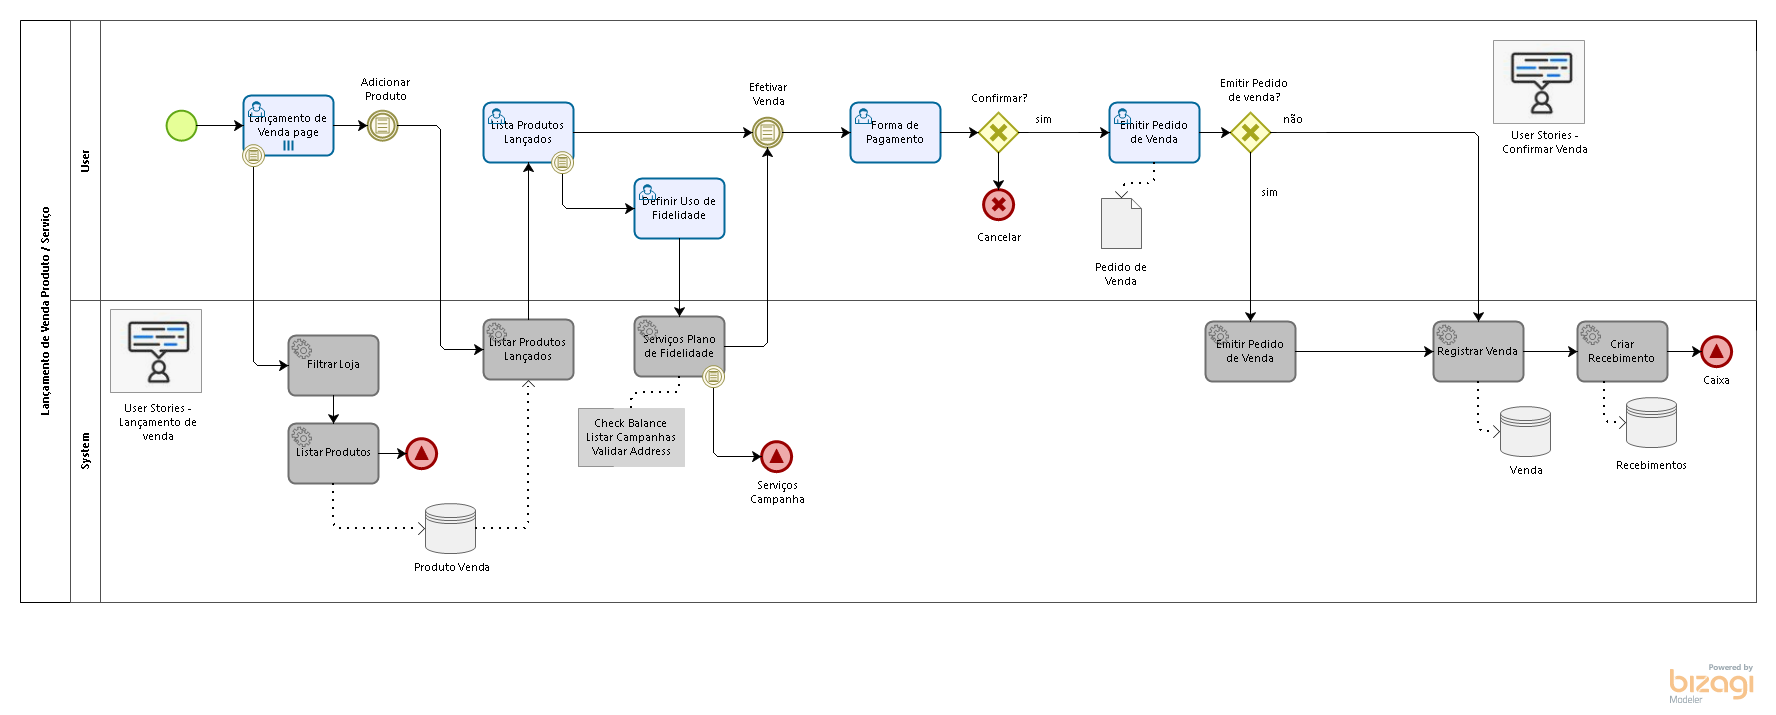 Lançamento de Venda Produto / Serviço
User
System
Lançamento de
Venda page
Adicionar
Produto
Lista Produtos
Lançados
Definir Uso de
Fidelidade
Efetivar
Venda
Forma de
Pagamento
Confirmar?
sim
Cancelar
Emitir Pedido
de Venda
Pedido de
Venda
Emitir Pedido
de venda?
não
sim
User Stories -
Confirmar Venda
User Stories -
Lançamento de
venda
Filtrar Loja
Listar Produtos
Produto Venda
Listar Produtos
Lançados
Serviços Plano
de Fidelidade
Check Balance
Listar Campanhas
Validar Address
Serviços
Campanha
Emitir Pedido
de Venda
Registrar Venda
Venda
Criar
Recebimento
Recebimentos
Caixa
Powered by
bizagi
Modeler